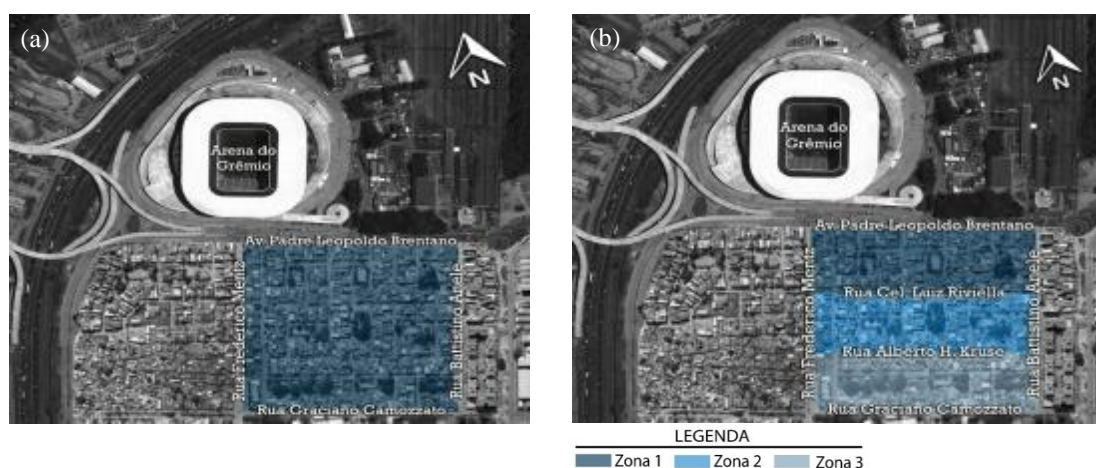 (a)
N
Arena do
Grêmio
Av. Padre Leopoldo Brentano
Rua Frederico Mentz
Rua Battistino Anele
Rua Graciano Camozzato
(b)
N
Arena do
Grêmio
Av. Padre Leopoldo Brentano
Rua Cel. Luiz Riviella
Rua Frederico Mentz
Rua Battistino Anele
Rua Alberto H. Kruse
Rua Graciano Camozzato
LEGENDA
Zona 1 Zona 2 Zona 3